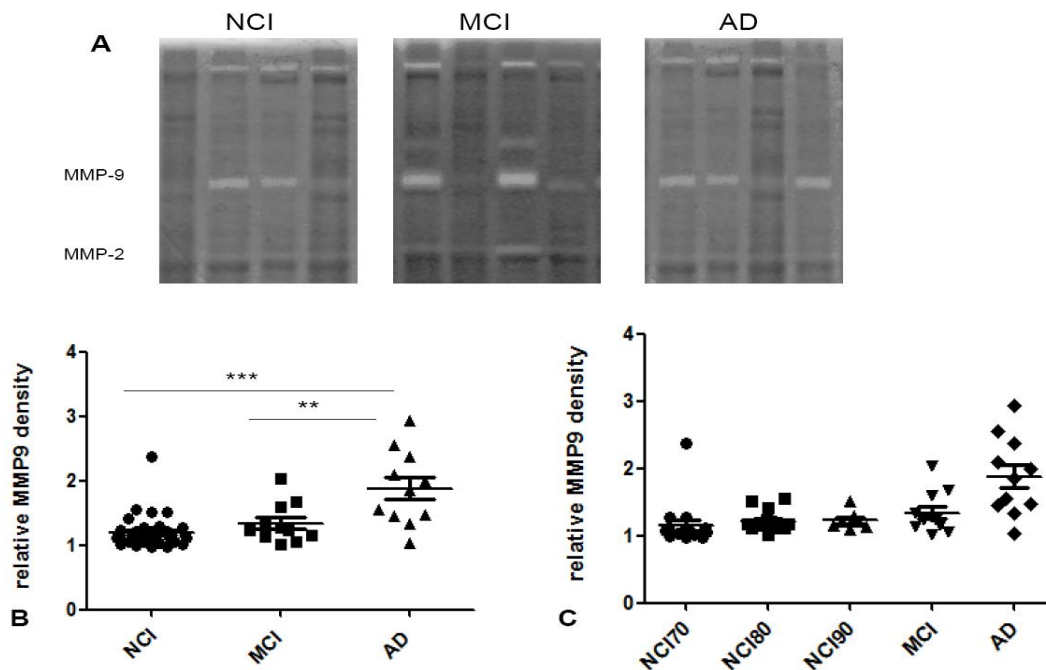 NCI MCI AD
A
MMP-9
MMP-2
relative MMP9 density
4
3
2
1
0
***
**
NCI
MCI
AD
B
relative MMP9 density
4
3
2
1
0
NCI70
NCI80
NCI90
MCI
AD
C